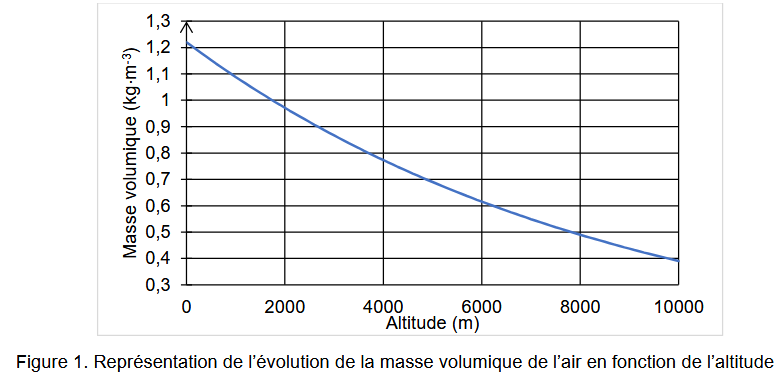 Masse volumique (kg·m-³)
1,3
1,2
1,1
1
0,9
0,8
0,7
0,6
0,5
0,4
0,3
0 2000 4000 6000 8000 10000
Altitude (m)
Figure 1. Représentation de l’évolution de la masse volumique de l’air en fonction de l’altitude